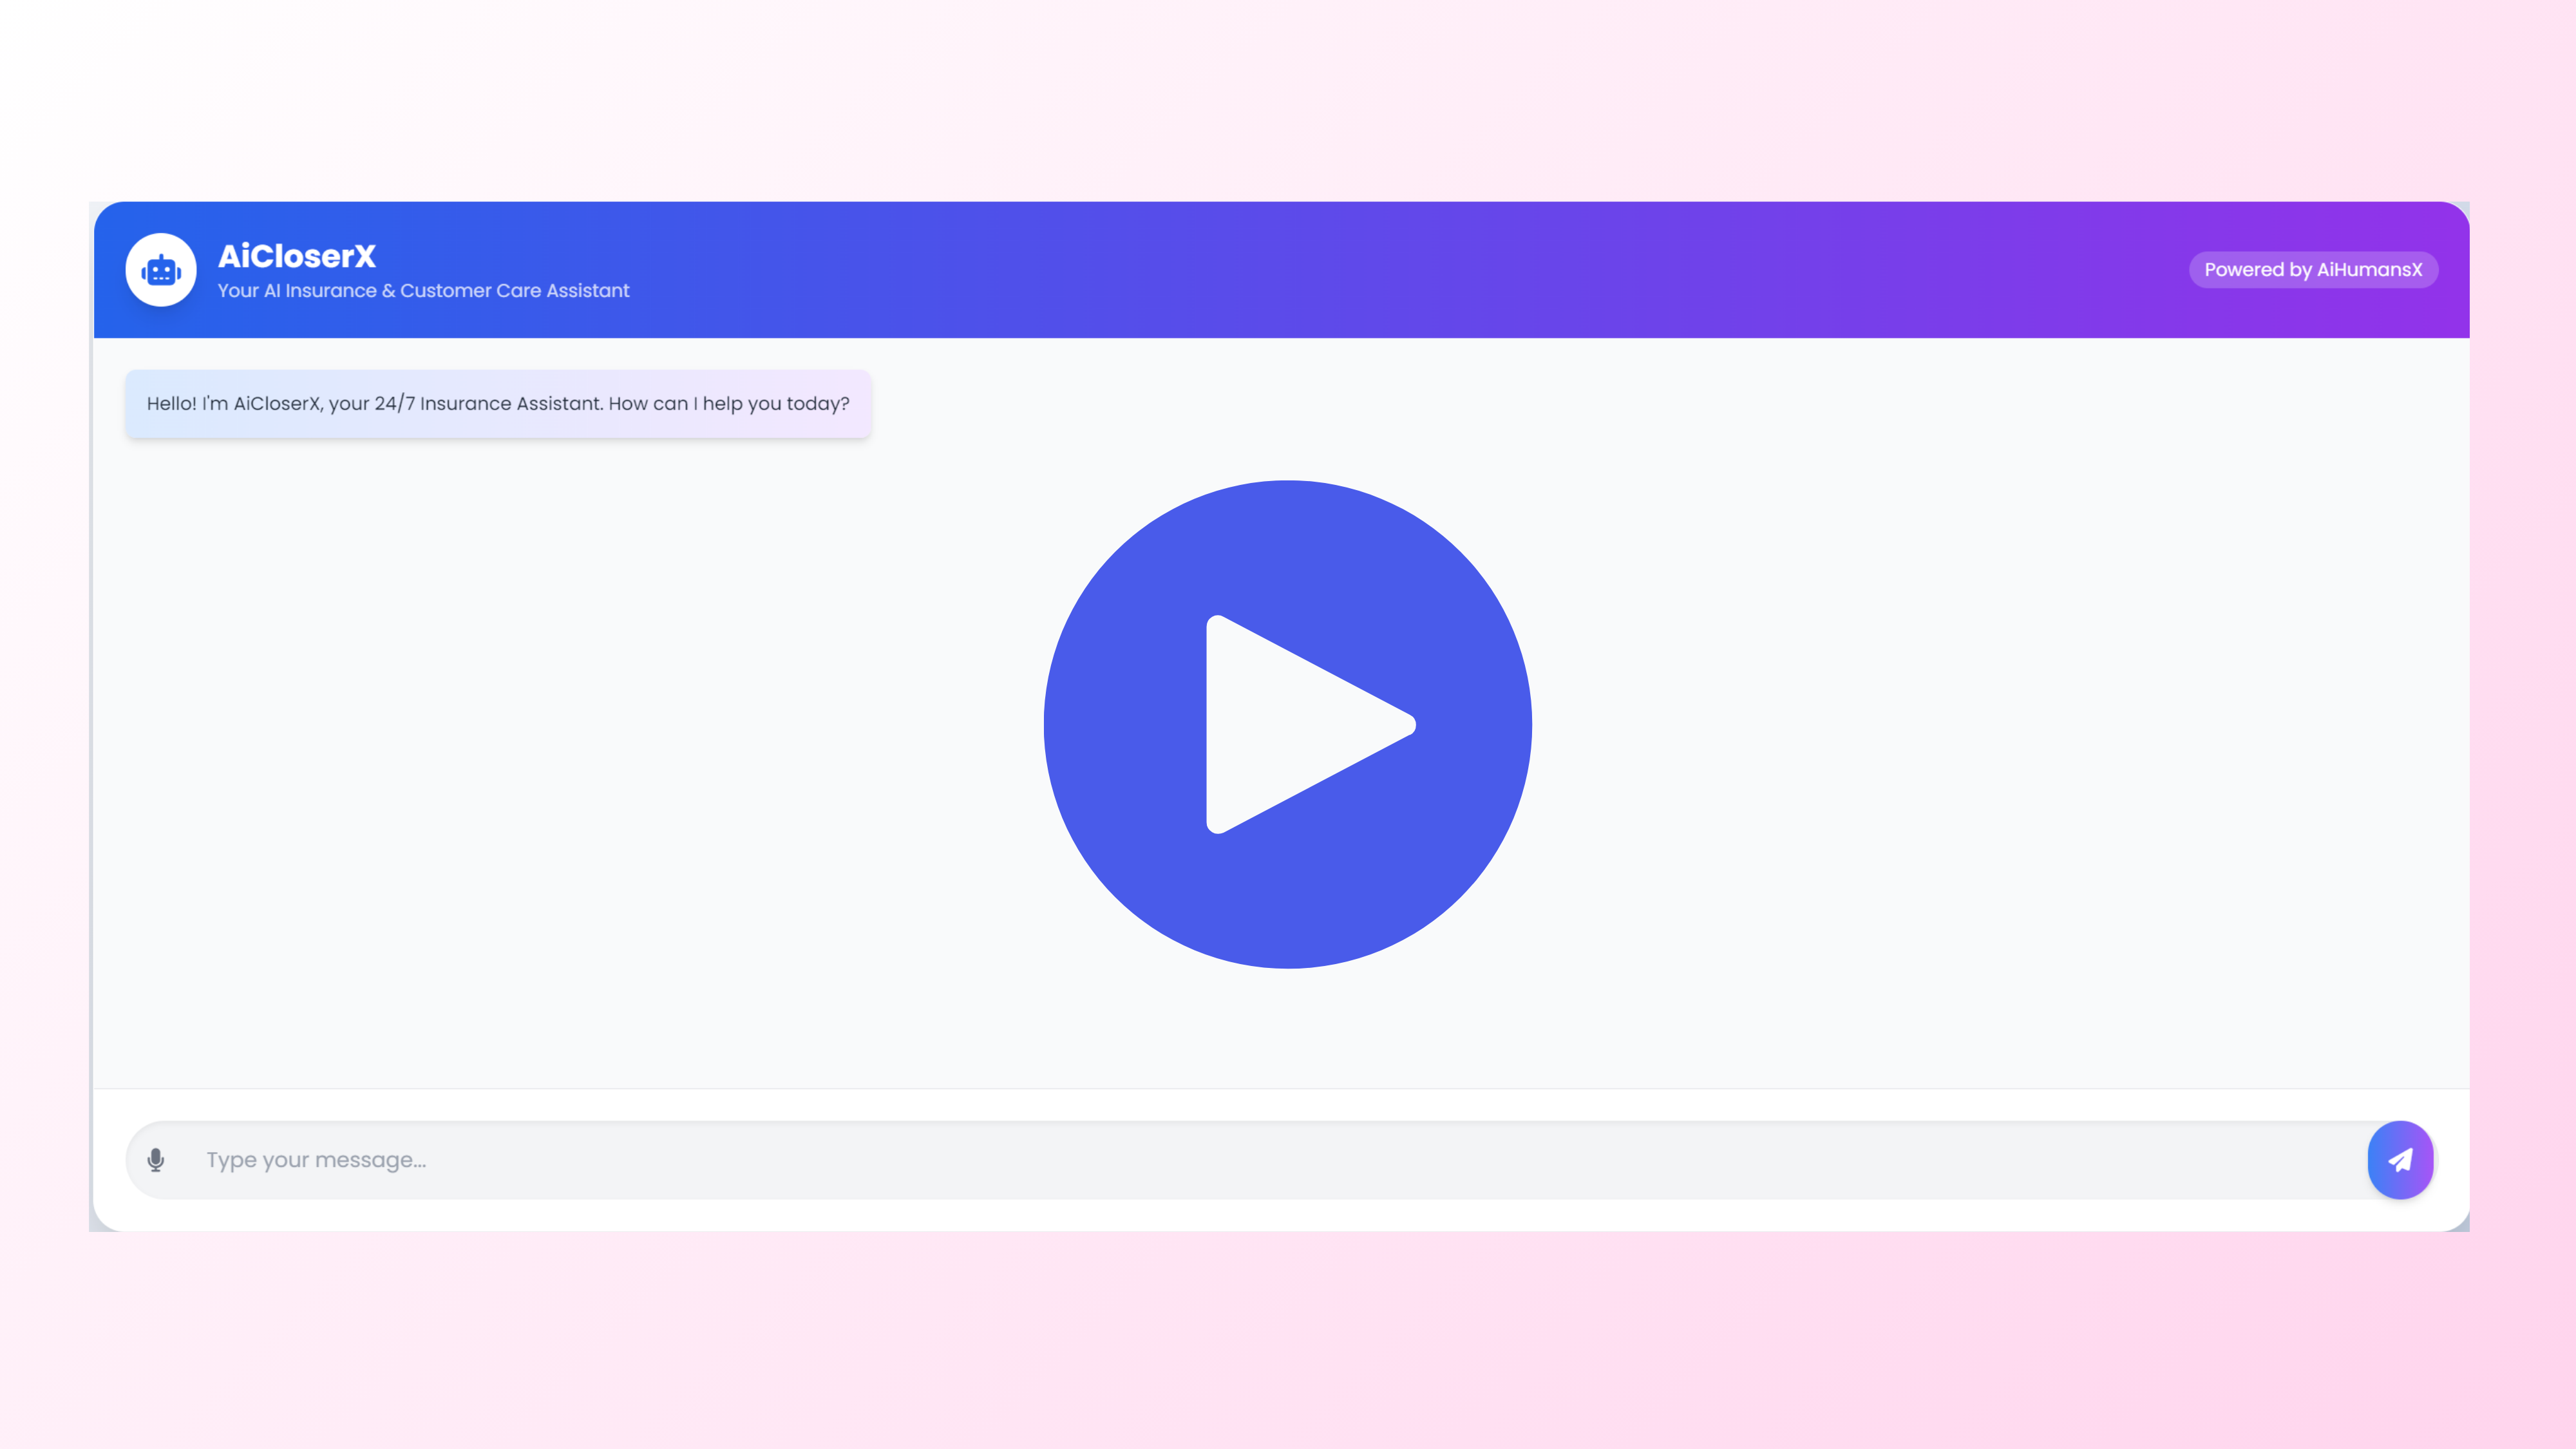 AiCloserX
Your AI Insurance & Customer Care Assistant
Powered by AiHumansX
Hello! I'm AiCloserX, your 24/7 Insurance Assistant. How can I help you today?
Type your message...